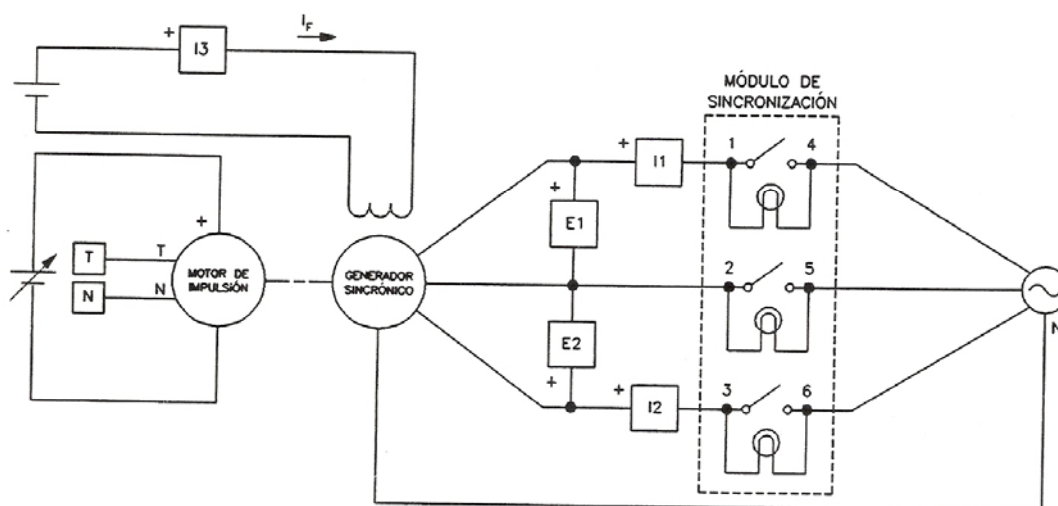 +
I3
I_F
MÓDULO DE
SINCRONIZACIÓN
+
I1
1
4
+
E1
+
T
T
N
N
MOTOR DE
IMPULSIÓN
GENERADOR
SINCRÓNICO
2
5
N
E2
+
+
I2
3
6